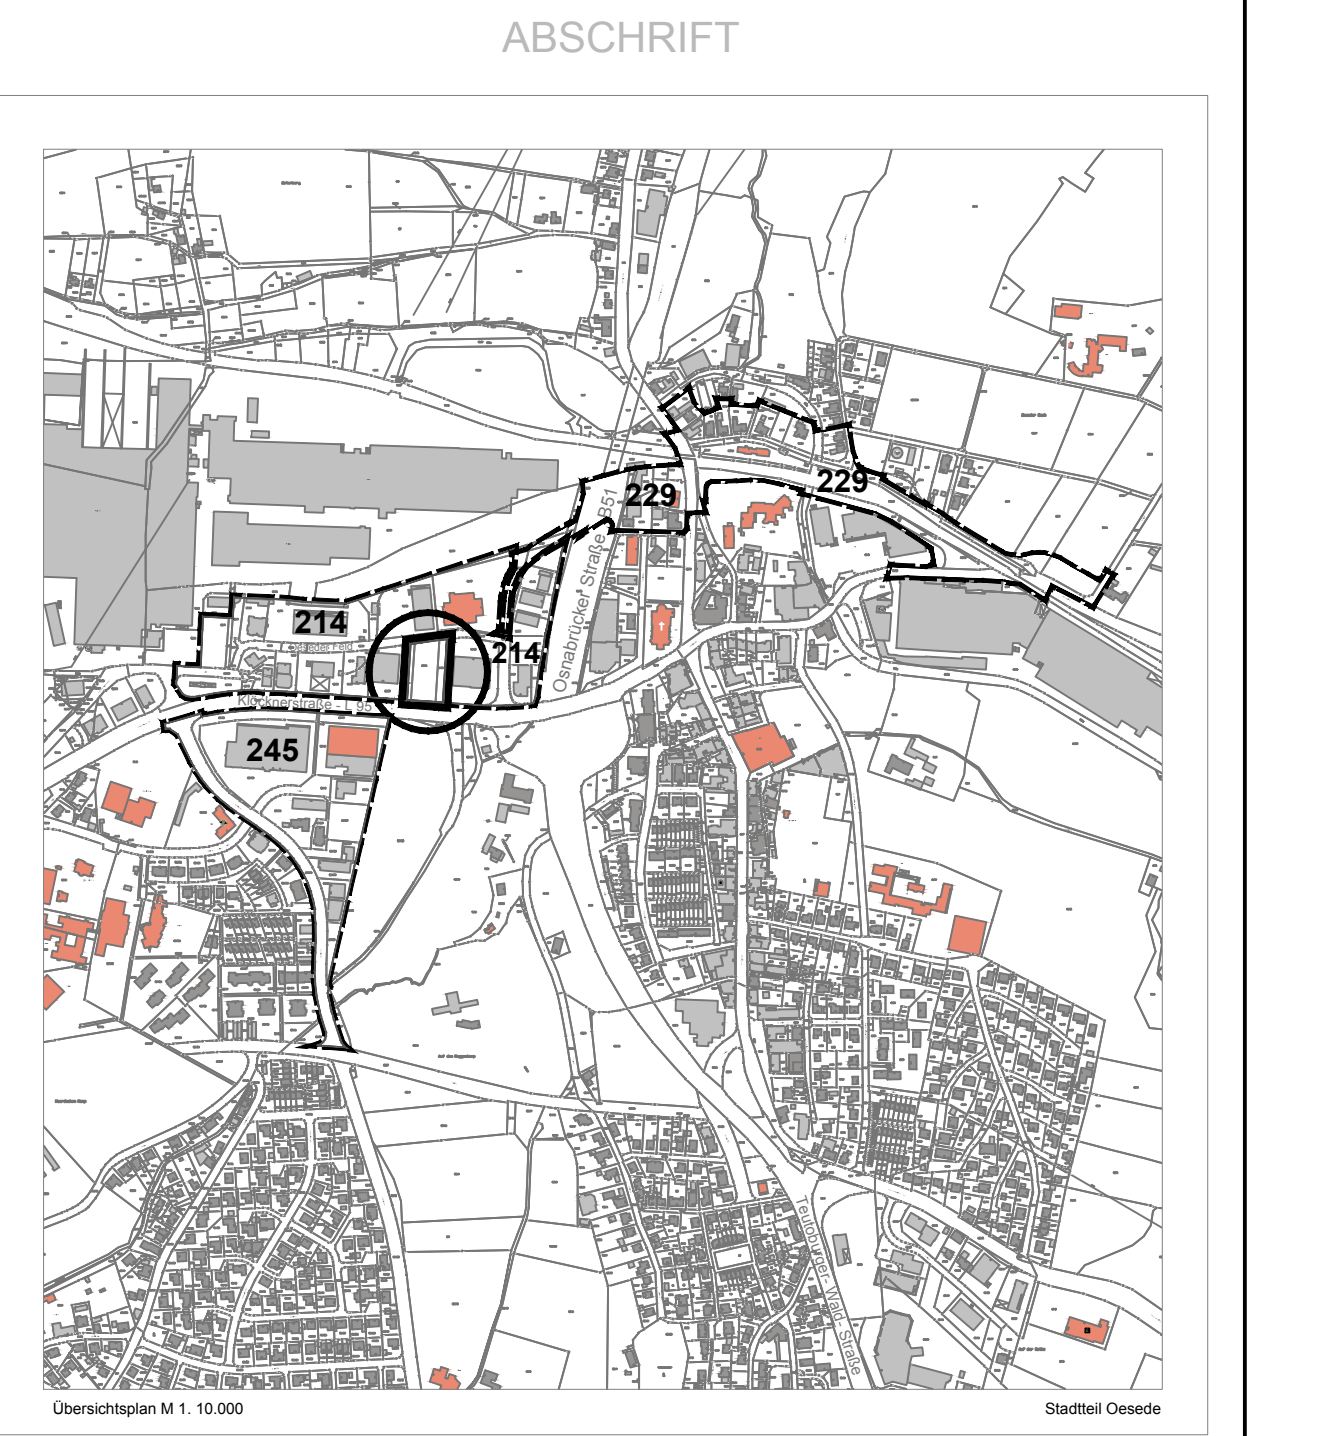 ABSCHRIFT
229
229
Osnabrücker Straße - B51
214
Oeseder Feld
214
Klöcknerstraße - L 95
245
Teutoburger-Wald-Straße
Übersichtsplan M 1. 10.000
Stadtteil Oesede